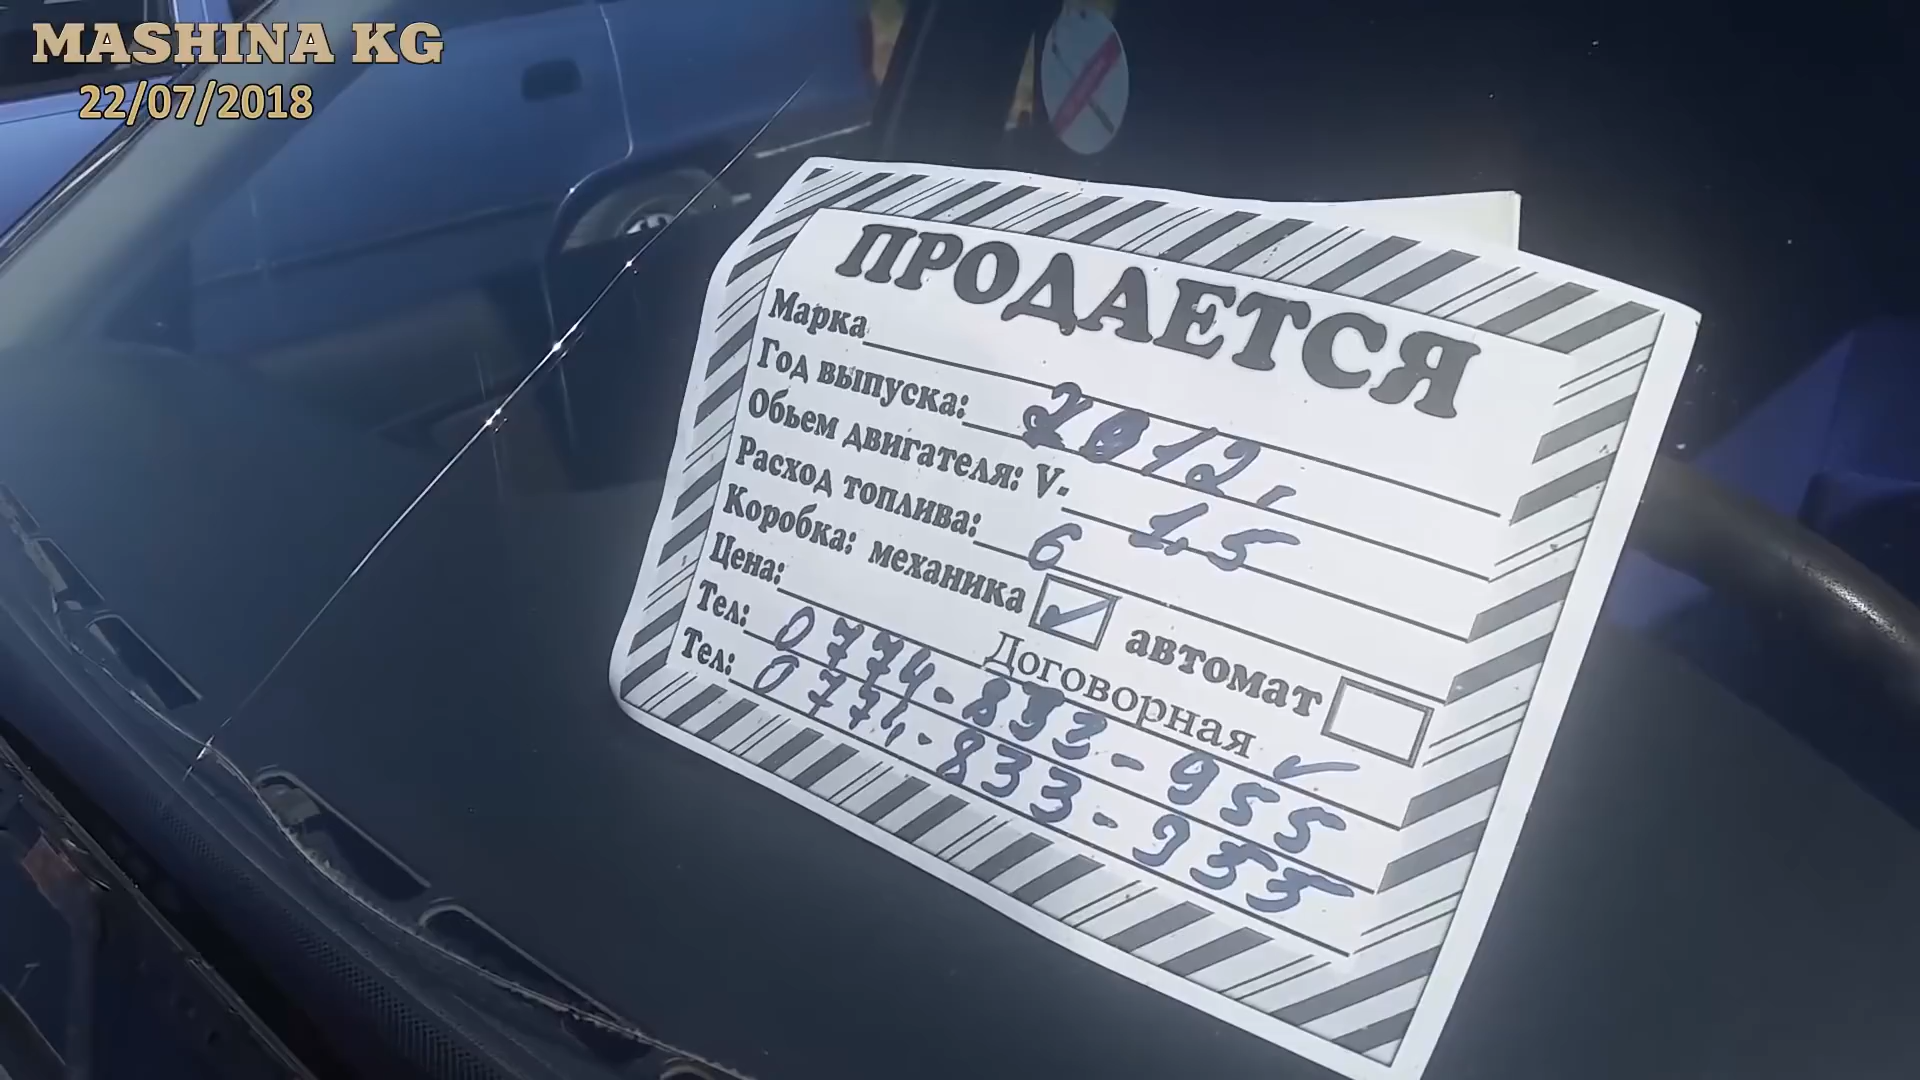 MASHINA KG
22/07/2018
ПРОДАЕТСЯ
Марка
Год выпуска: 2012,
Обьем двигателя: V- 1.5
Расход топлива: 6
Коробка: механика ✓ автомат
Цена: Договорная ✓
Тел: 0774-833-955
Тел: 0774-833-955